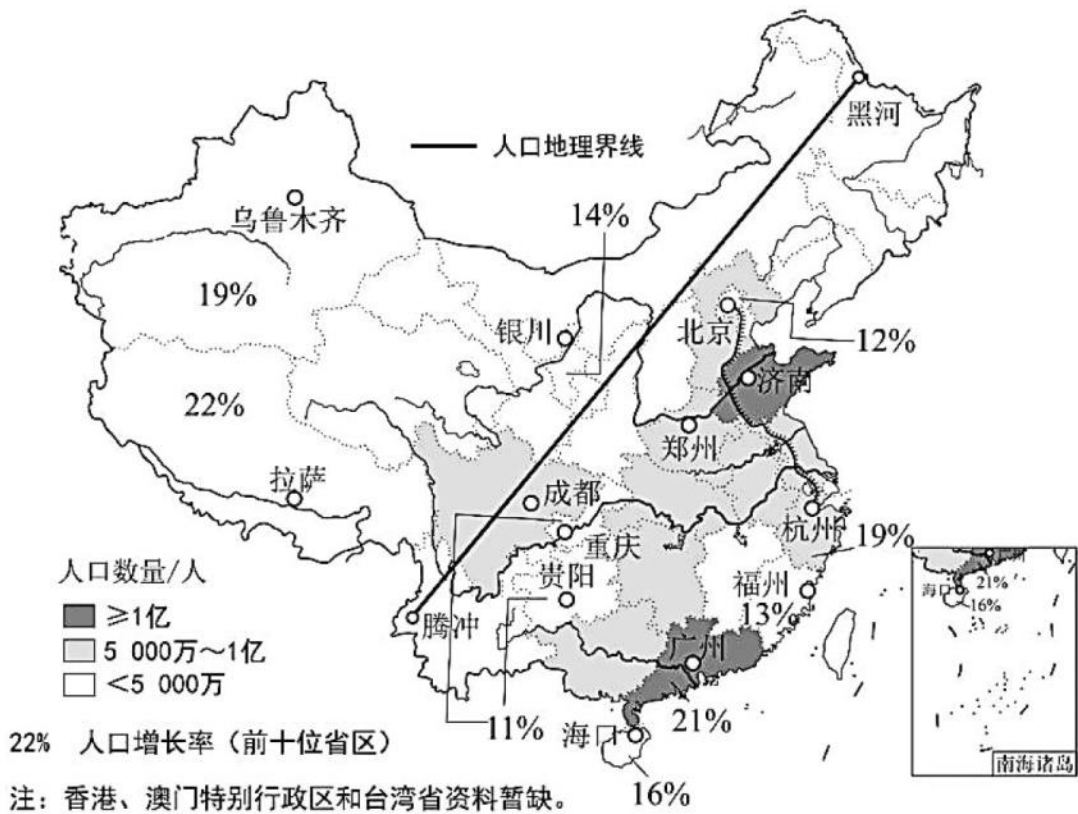 黑河
人口地理界线
乌鲁木齐
14%
19%
银川
北京
12%
济南
22%
郑州
拉萨
成都
杭州
重庆
19%
人口数量/人
贵阳
福州
13%
≥1亿
腾冲
广州
5 000万～1亿
<5 000万
11%
21%
海口
22% 人口增长率（前十位省区）
16%
注：香港、澳门特别行政区和台湾省资料暂缺。
海口
21%
16%
南海诸岛